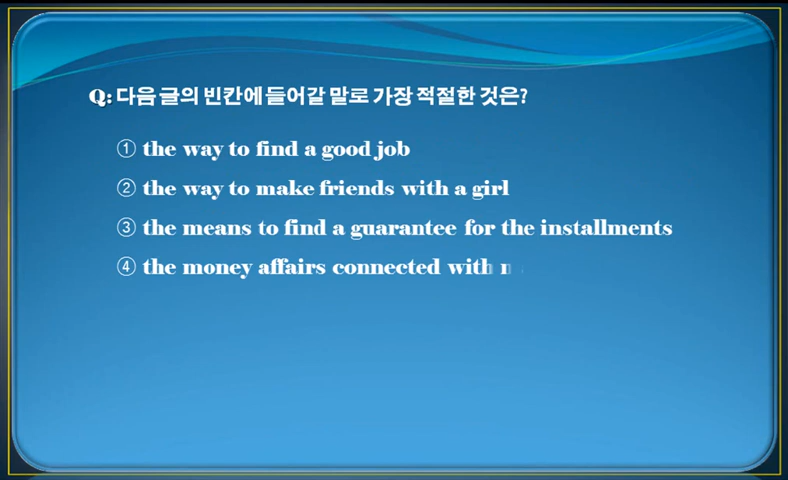 Q: 다음 글의 빈칸에 들어갈 말로 가장 적절한 것은?
① the way to find a good job
② the way to make friends with a girl
③ the means to find a guarantee for the installments
④ the money affairs connected with